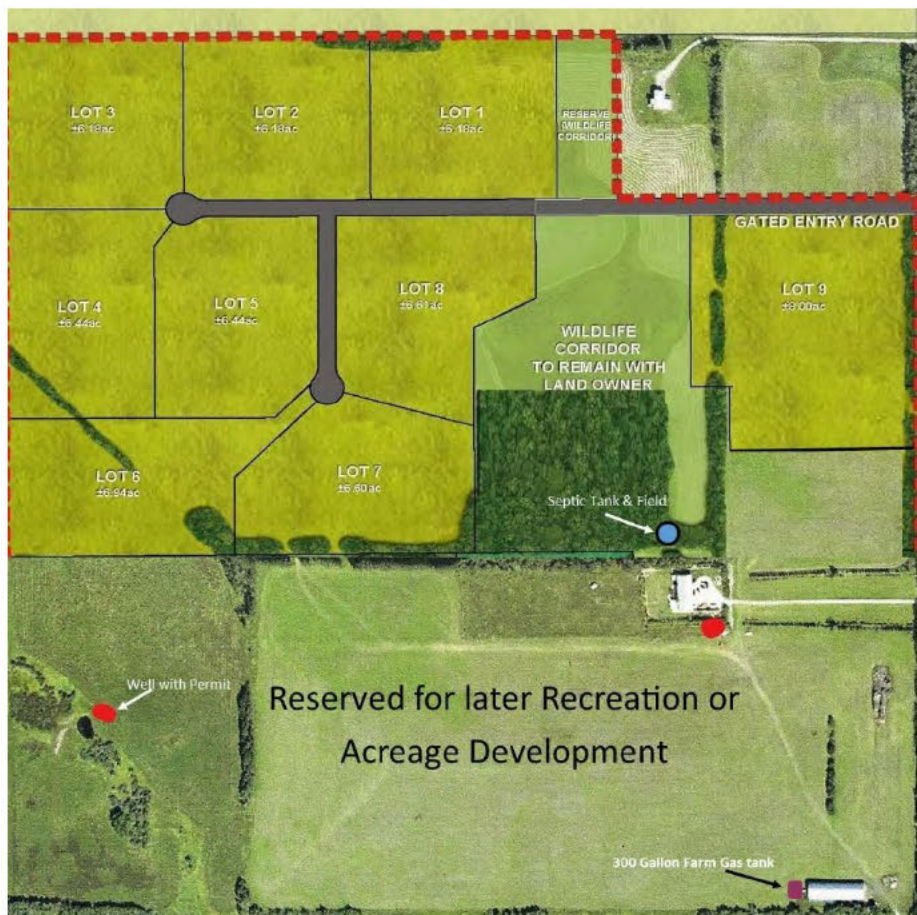 LOT 3
±6.18ac
LOT 2
±6.18ac
LOT 1
±6.18ac
RESERVE
WILDLIFE
CORRIDOR
GATED ENTRY ROAD
LOT 4
±6.44ac
LOT 5
±6.44ac
LOT 8
±6.61ac
LOT 9
WILDLIFE
CORRIDOR
TO REMAIN WITH
LAND OWNER
LOT 6
±6.94ac
LOT 7
±6.60ac
Septic Tank & Field
Well with Permit
Reserved for later Recreation or
Acreage Development
300 Gallon Farm Gas tank